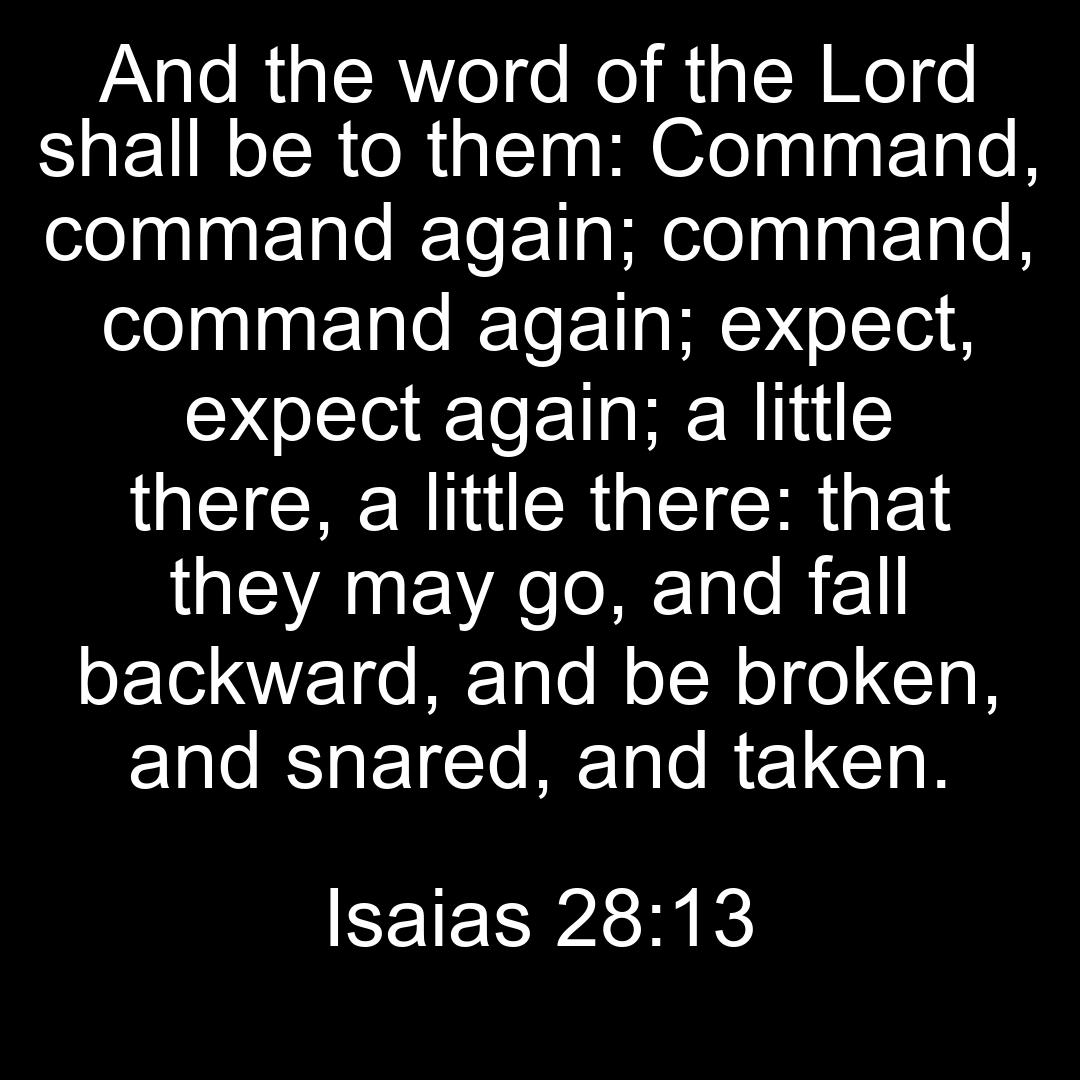 And the word of the Lord
shall be to them: Command,
command again; command,
command again; expect,
expect again; a little
there, a little there: that
they may go, and fall
backward, and be broken,
and snared, and taken.
Isaias 28:13